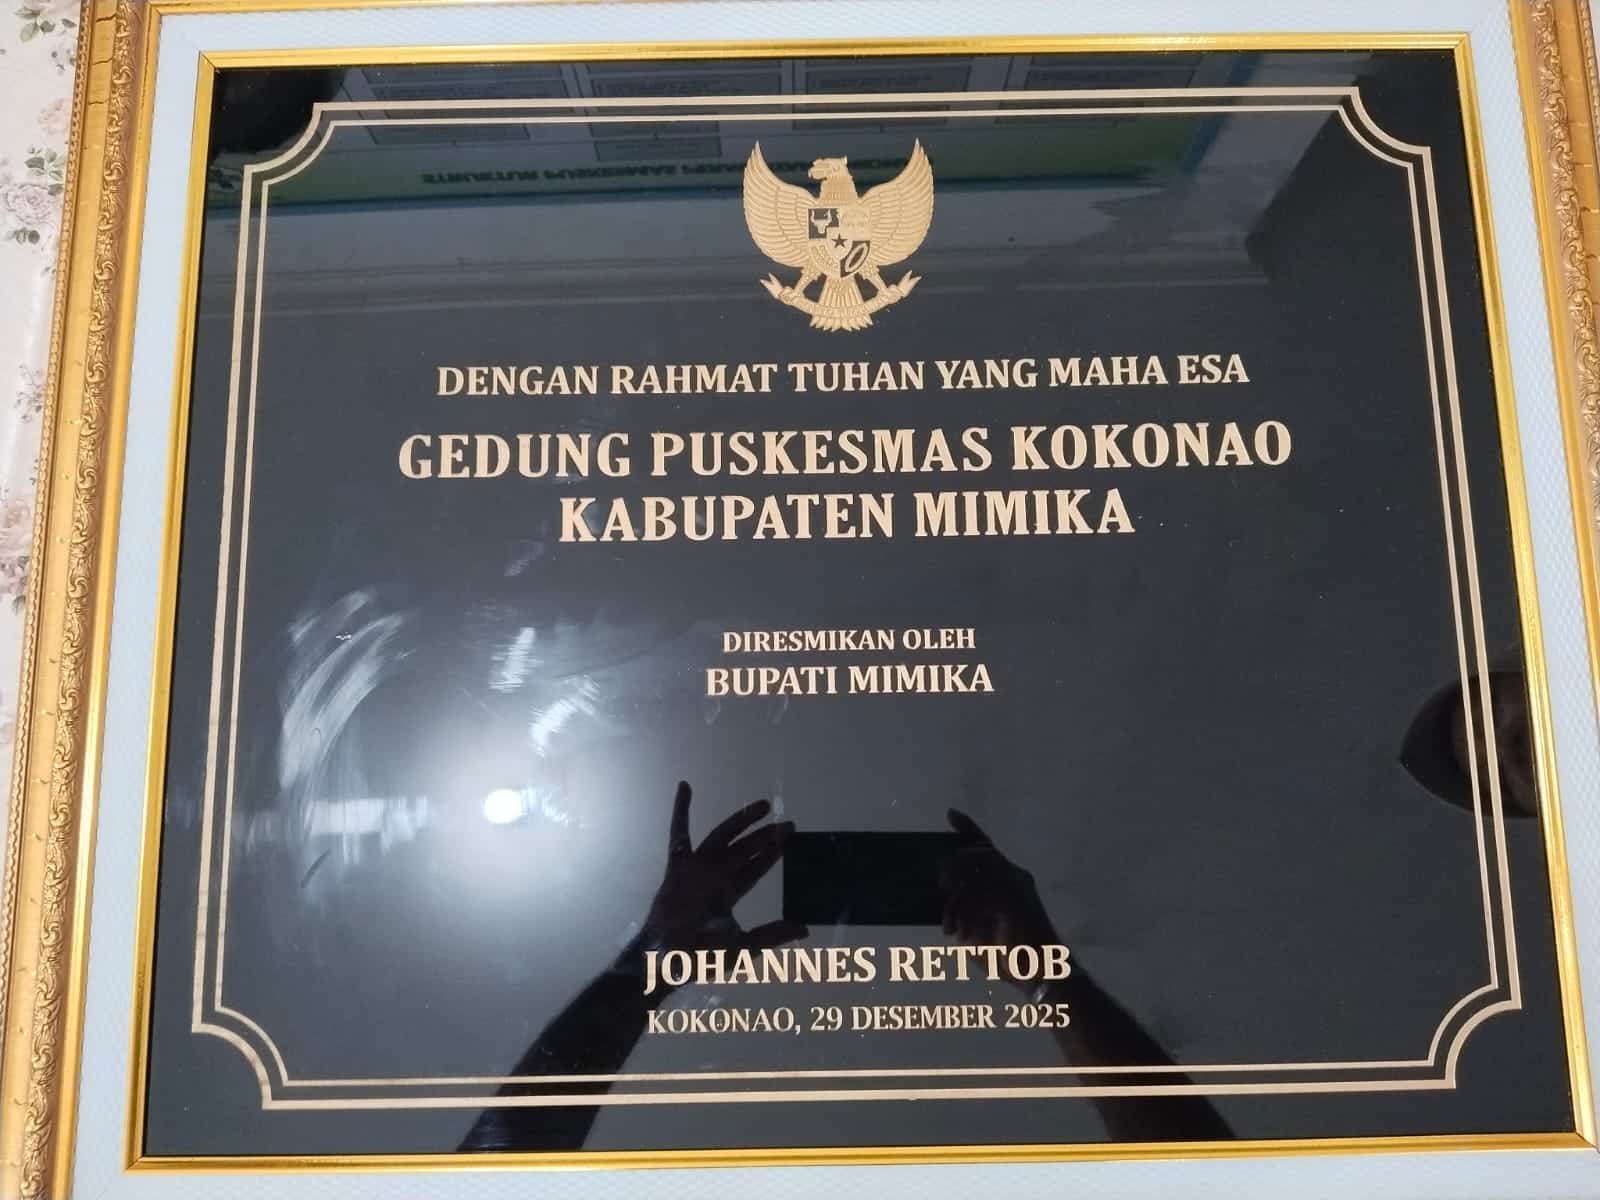 DENGAN RAHMAT TUHAN YANG MAHA ESA
GEDUNG PUSKESMAS KOKONAO
KABUPATEN MIMIKA
DIRESMIKAN OLEH
BUPATI MIMIKA
JOHANNES RETTOB
KOKONAO, 29 DESEMBER 2025